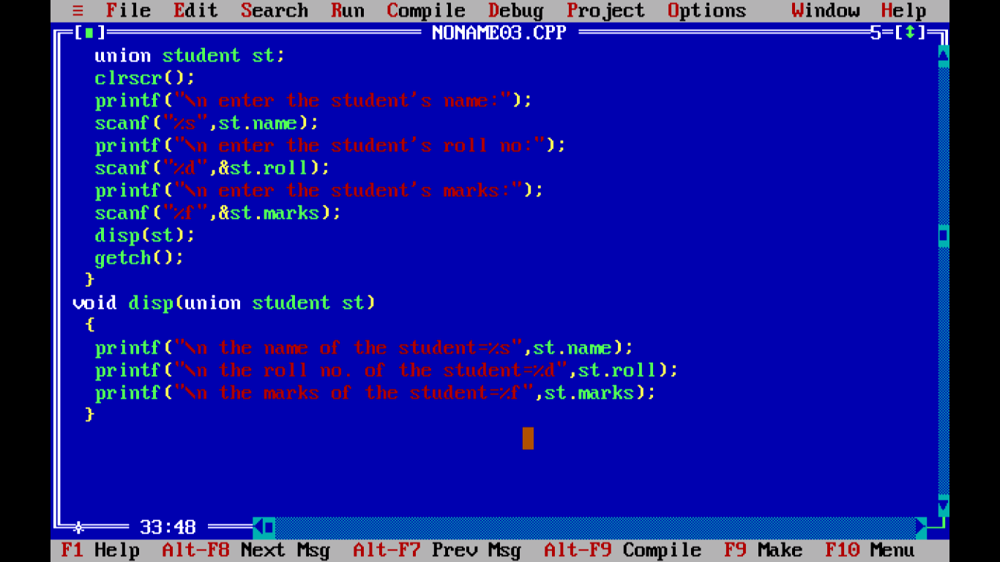 ≡ File Edit Search Run Compile Debug Project Options Window Help
[■] NONAME03.CPP 5=[↕]
union student st;
clrscr();
printf("\n enter the student's name:");
scanf("%s",st.name);
printf("\n enter the student's roll no:");
scanf("%d",&st.roll);
printf("\n enter the student's marks:");
scanf("%f",&st.marks);
disp(st);
getch();
}
void disp(union student st)
{
printf("\n the name of the student=%s",st.name);
printf("\n the roll no. of the student=%d",st.roll);
printf("\n the marks of the student=%f",st.marks);
}
33:48
F1 Help Alt-F8 Next Msg Alt-F7 Prev Msg Alt-F9 Compile F9 Make F10 Menu